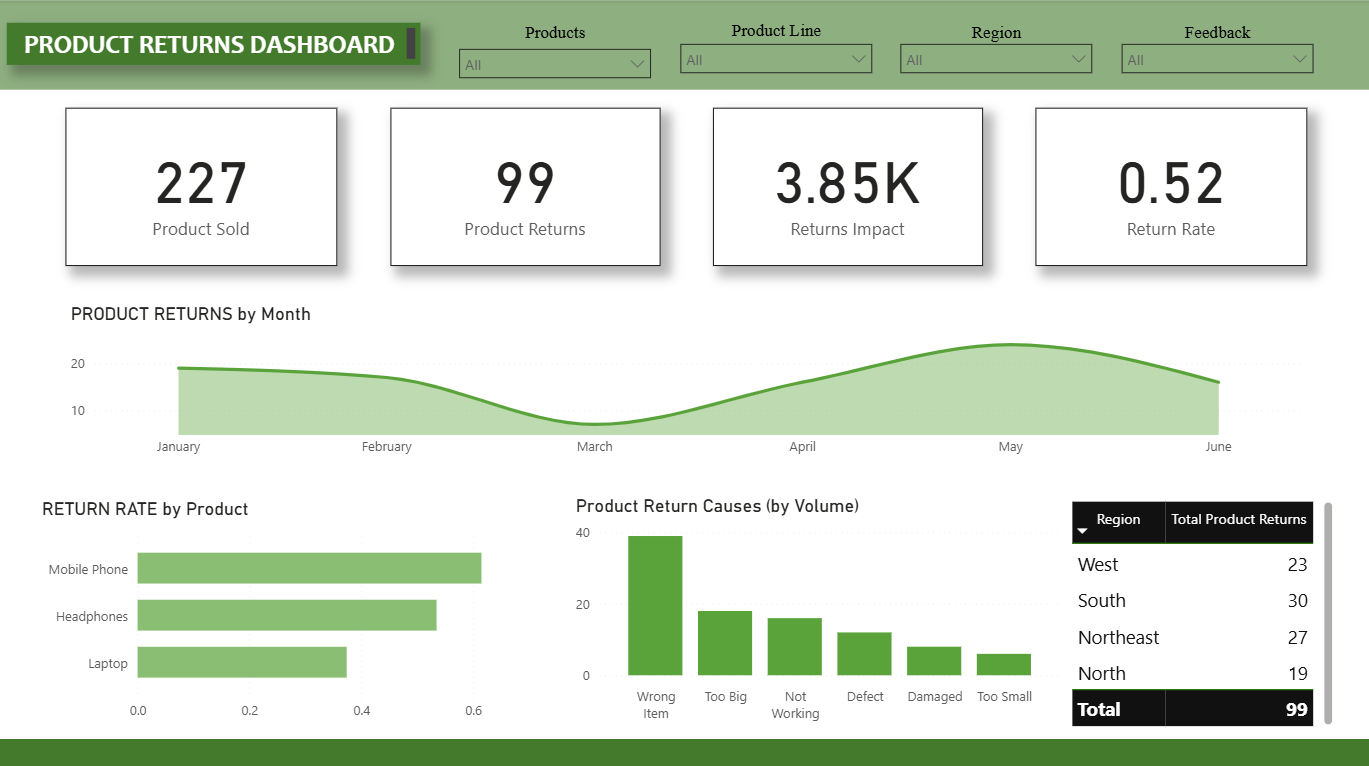 PRODUCT RETURNS DASHBOARD
Products
All
Product Line
All
Region
All
Feedback
All
227
Product Sold
99
Product Returns
3.85K
Returns Impact
0.52
Return Rate
PRODUCT RETURNS by Month
20
10
January February March April May June
RETURN RATE by Product
Mobile Phone
Headphones
Laptop
0.0 0.2 0.4 0.6
Product Return Causes (by Volume)
40
20
0
Wrong Item
Too Big
Not Working
Defect
Damaged
Too Small
Region Total Product Returns
West 23
South 30
Northeast 27
North 19
Total 99